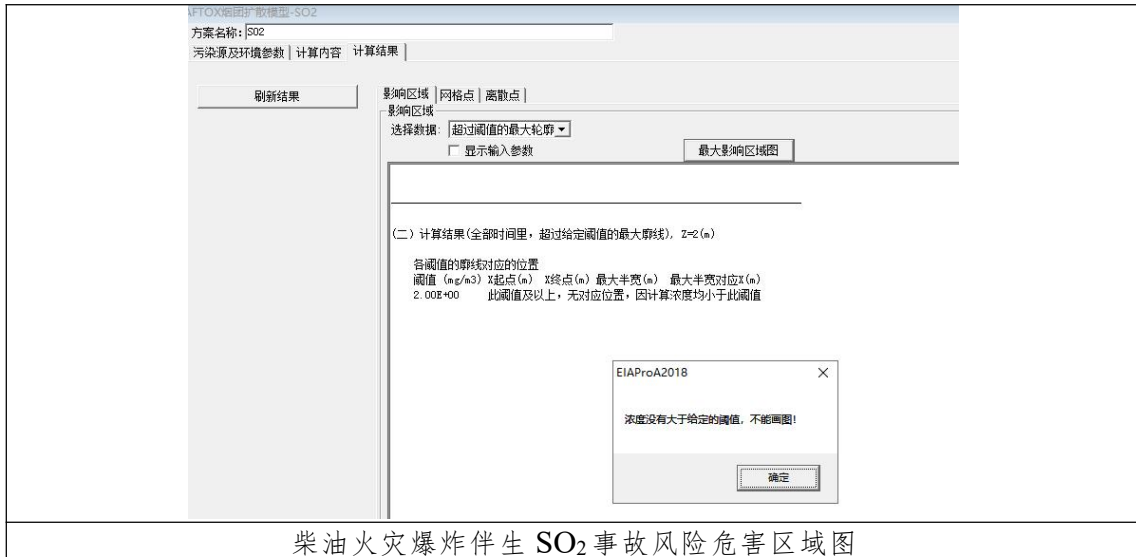 AFTOX烟团扩散模型-SO2
方案名称: SO2
污染源及环境参数 计算内容 计算结果
刷新结果
影响区域 网格点 离散点
影响区域
选择数据: 超过阈值的最大轮廓
显示输入参数 最大影响区域图
(二) 计算结果(全部时间里，超过给定阈值的最大廓线), Z=2(m)
各阈值的廓线对应的位置
阈值 (mg/m3) X起点(m) X终点(m) 最大半宽(m) 最大半宽对应X(m)
2.00E+00 此阈值及以上，无对应位置，因计算浓度均小于此阈值
EIAProA2018
浓度没有大于给定的阈值, 不能画图!
确定
柴油火灾爆炸伴生 SO2 事故风险危害区域图